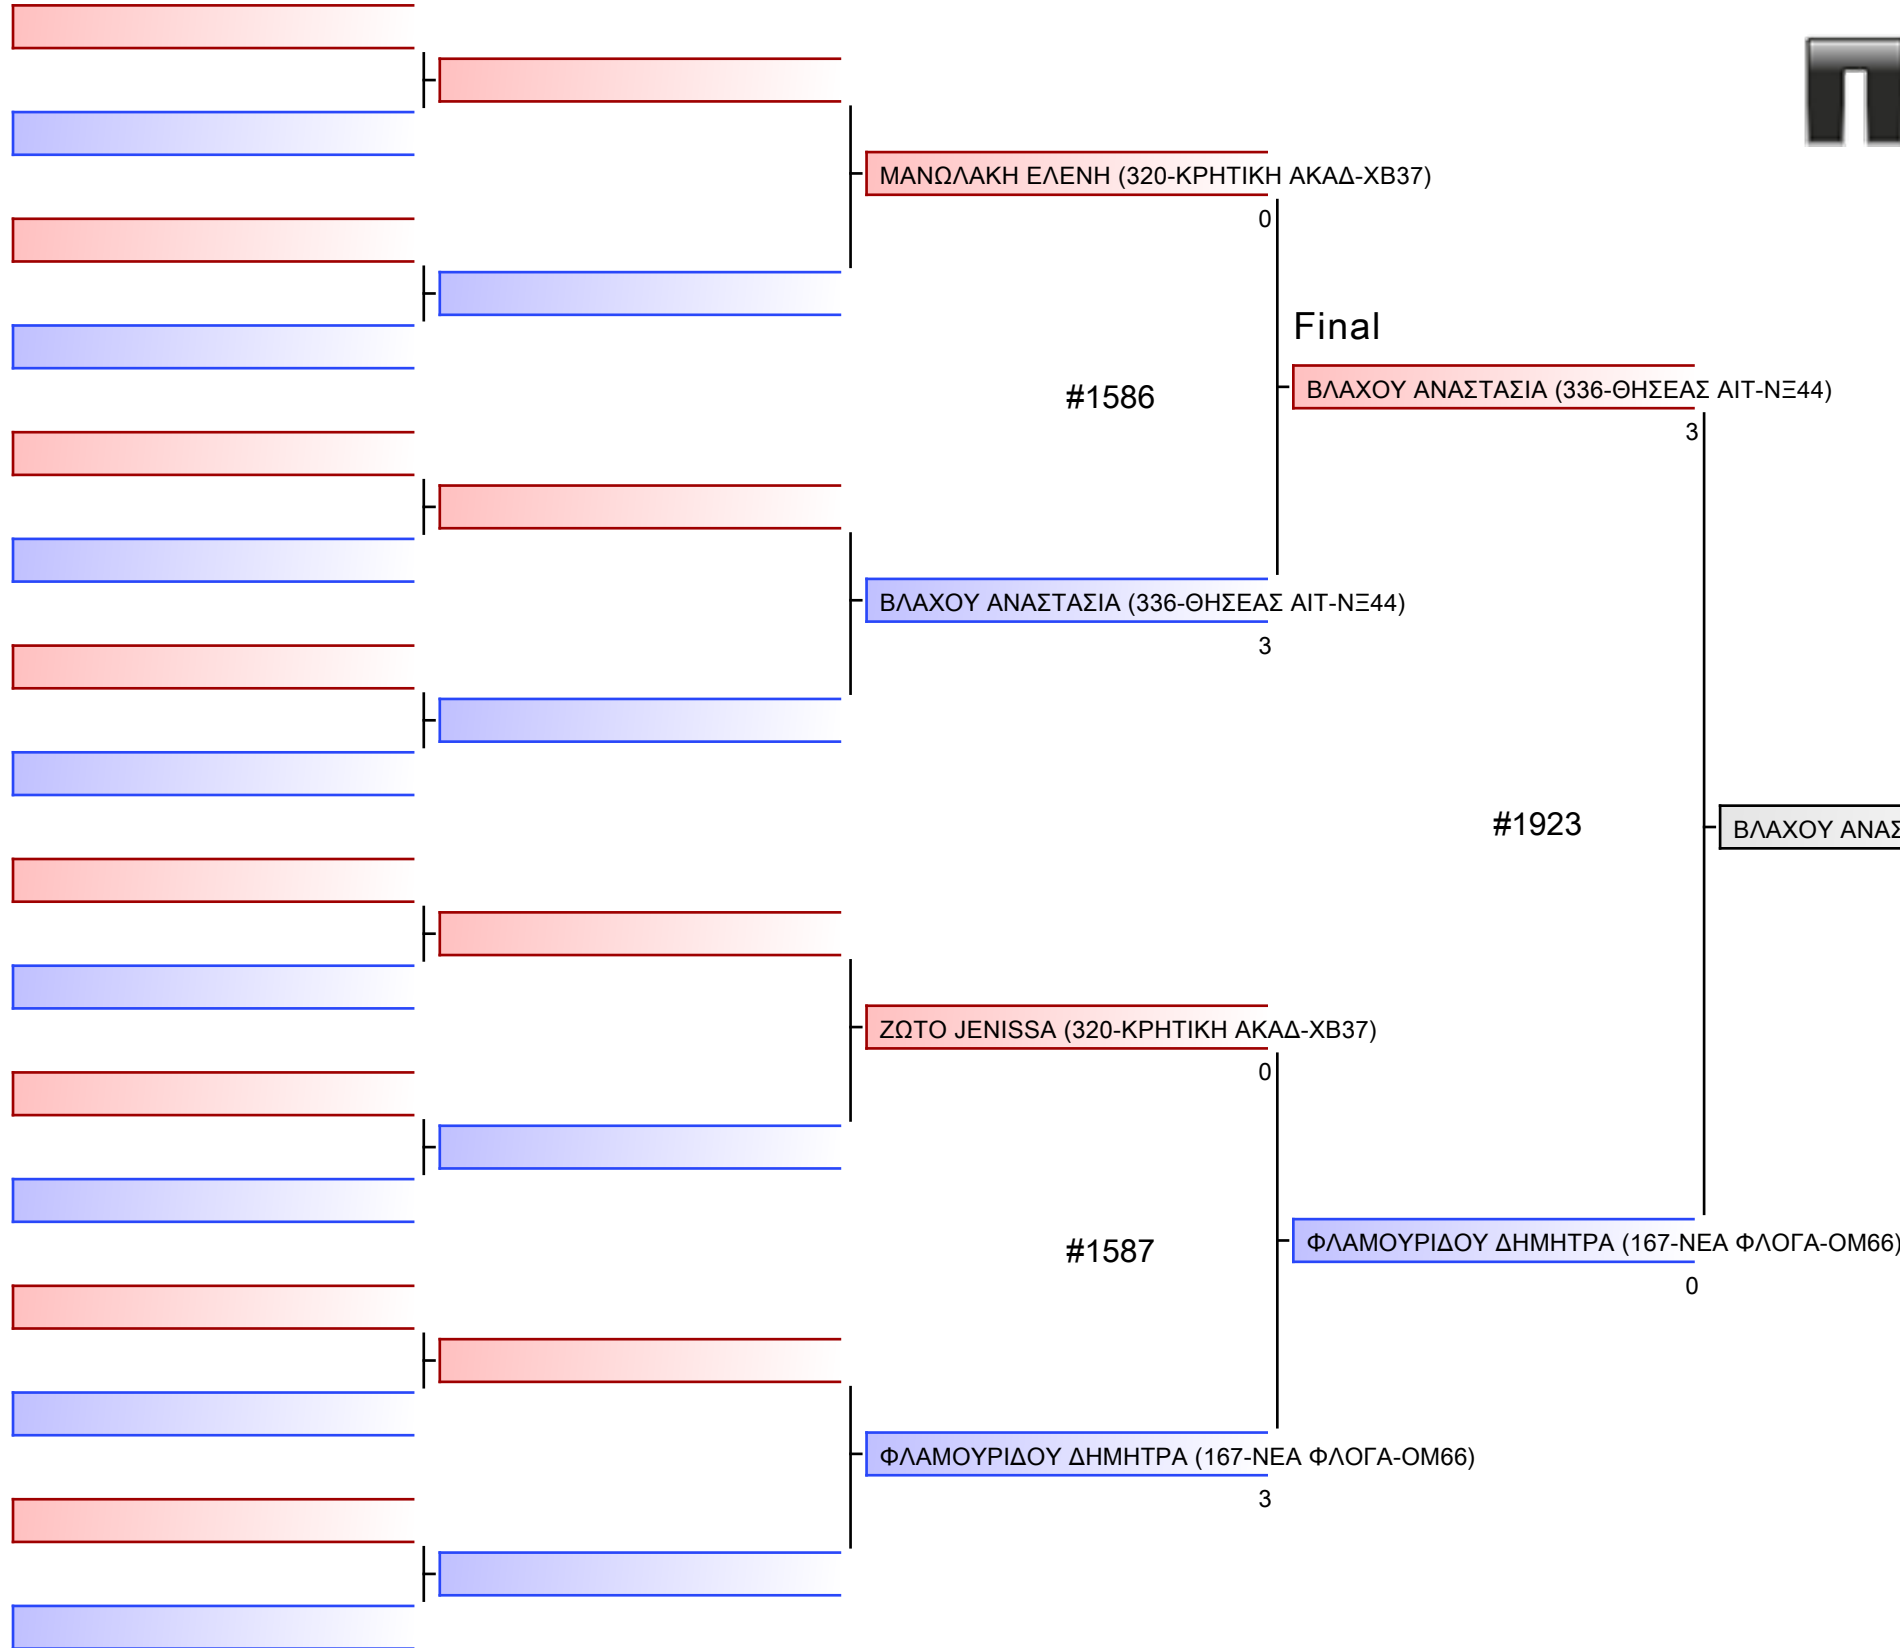 ΜΑΝΩΛΑΚΗ ΕΛΕΝΗ (320-ΚΡΗΤΙΚΗ ΑΚΑΔ-ΧΒ37)
0
Final
#1586
ΒΛΑΧΟΥ ΑΝΑΣΤΑΣΙΑ (336-ΘΗΣΕΑΣ ΑΙΤ-ΝΞ44)
3
ΒΛΑΧΟΥ ΑΝΑΣΤΑΣΙΑ (336-ΘΗΣΕΑΣ ΑΙΤ-ΝΞ44)
3
#1923
ΒΛΑΧΟΥ ΑΝΑΣ
ΖΩΤΟ JENISSA (320-ΚΡΗΤΙΚΗ ΑΚΑΔ-ΧΒ37)
0
#1587
ΦΛΑΜΟΥΡΙΔΟΥ ΔΗΜΗΤΡΑ (167-ΝΕΑ ΦΛΟΓΑ-ΟΜ66)
0
ΦΛΑΜΟΥΡΙΔΟΥ ΔΗΜΗΤΡΑ (167-ΝΕΑ ΦΛΟΓΑ-ΟΜ66)
3